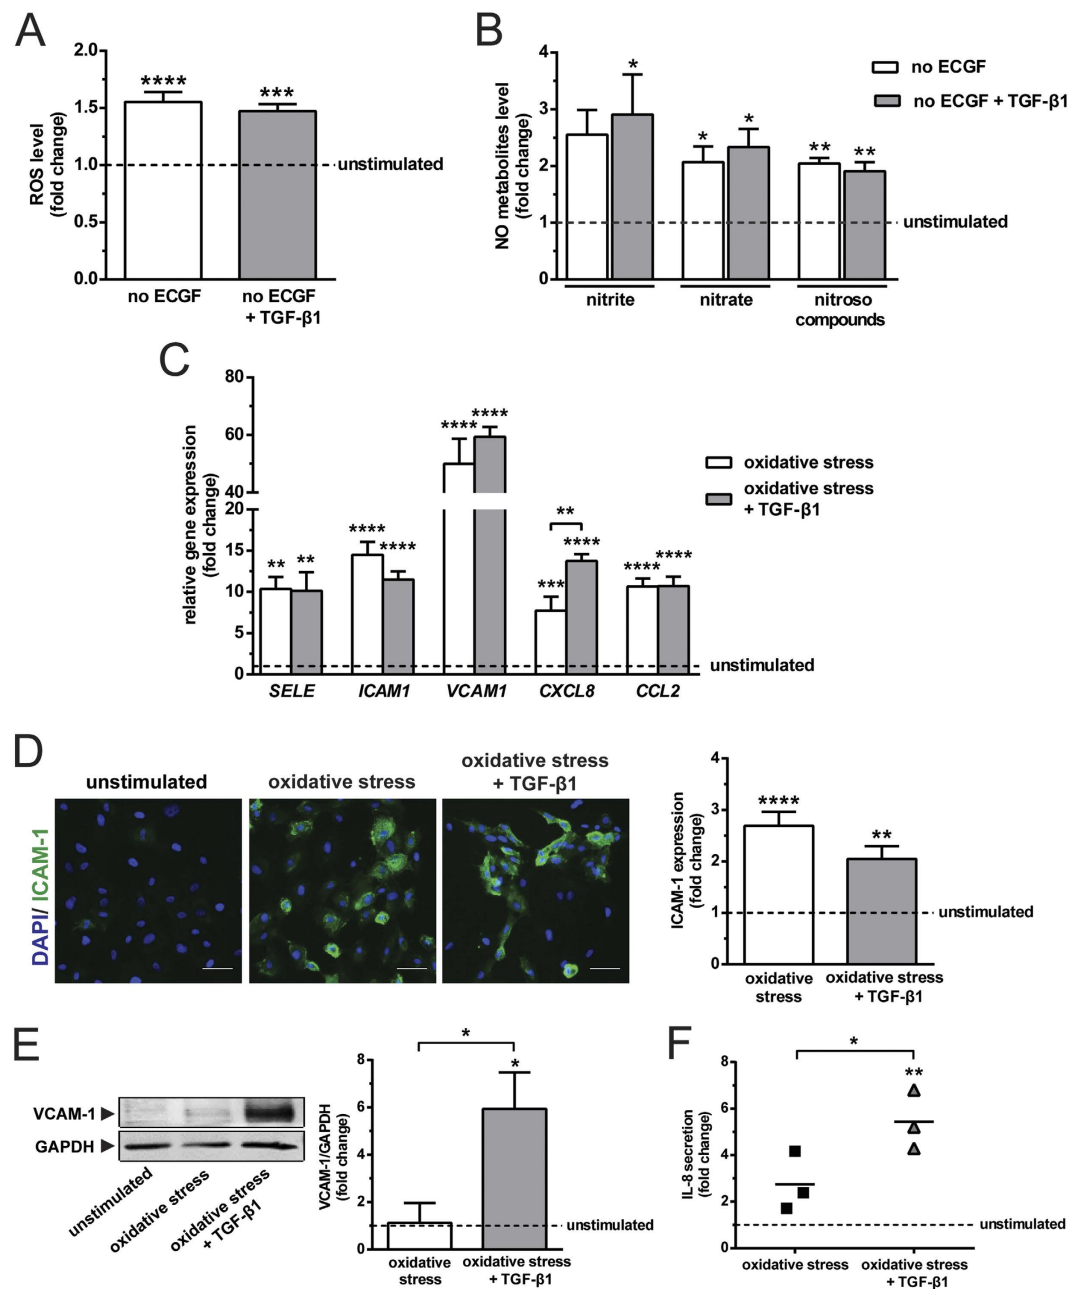 A
ROS level
(fold change)
2.0
1.5
1.0
0.5
0.0
****
***
unstimulated
no ECGF
no ECGF
+ TGF-β1
B
NO metabolites level
(fold change)
4
3
2
1
0
*
*
*
**
**
no ECGF
no ECGF + TGF-β1
unstimulated
nitrite
nitrate
nitroso
compounds
C
relative gene expression
(fold change)
80
60
40
20
15
10
5
0
**
**
****
****
****
****
**
***
****
****
****
oxidative stress
oxidative stress
+ TGF-β1
unstimulated
SELE
ICAM1
VCAM1
CXCL8
CCL2
D
unstimulated
oxidative stress
oxidative stress
+ TGF-β1
DAPI/ ICAM-1
ICAM-1 expression
(fold change)
4
3
2
1
0
****
**
unstimulated
oxidative
stress
oxidative stress
+ TGF-β1
E
VCAM-1
GAPDH
unstimulated
oxidative stress
oxidative stress
+ TGF-β1
VCAM-1/GAPDH
(fold change)
8
6
4
2
0
*
*
unstimulated
oxidative
stress
oxidative stress
+ TGF-β1
F
IL-8 secretion
(fold change)
8
6
4
2
0
*
**
unstimulated
oxidative stress
oxidative stress
+ TGF-β1